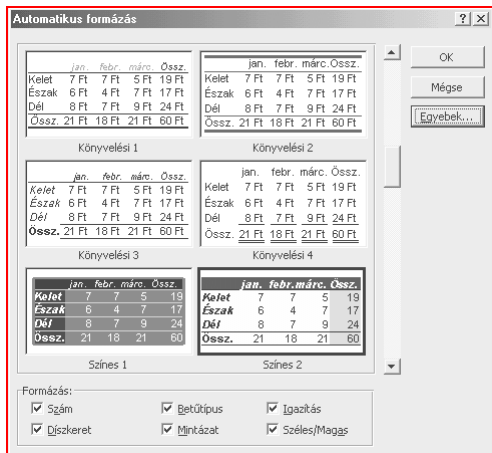 Automatikus formázás
jan. febr. márc. Össz.
Kelet 7 Ft 7 Ft 5 Ft 19 Ft
Észak 6 Ft 4 Ft 7 Ft 17 Ft
Dél 8 Ft 7 Ft 9 Ft 24 Ft
Össz. 21 Ft 18 Ft 21 Ft 60 Ft
Könyvelési 1
jan. febr. márc. Össz.
Kelet 7 Ft 7 Ft 5 Ft 19 Ft
Észak 6 Ft 4 Ft 7 Ft 17 Ft
Dél 8 Ft 7 Ft 9 Ft 24 Ft
Össz. 21 Ft 18 Ft 21 Ft 60 Ft
Könyvelési 2
jan. febr. márc. Össz.
Kelet 7 Ft 7 Ft 5 Ft 19 Ft
Észak 6 Ft 4 Ft 7 Ft 17 Ft
Dél 8 Ft 7 Ft 9 Ft 24 Ft
Össz. 21 Ft 18 Ft 21 Ft 60 Ft
Könyvelési 3
jan. febr. márc. Össz.
Kelet 7 Ft 7 Ft 5 Ft 19 Ft
Észak 6 Ft 4 Ft 7 Ft 17 Ft
Dél 8 Ft 7 Ft 9 Ft 24 Ft
Össz. 21 Ft 18 Ft 21 Ft 60 Ft
Könyvelési 4
jan. febr. márc. Össz.
Kelet 7 7 5 19
Észak 6 4 7 17
Dél 8 7 9 24
Össz. 21 18 21 60
Színes 1
jan. febr. márc. Össz.
Kelet 7 7 5 19
Észak 6 4 7 17
Dél 8 7 9 24
Össz. 21 18 21 60
Színes 2
OK
Mégse
Egyebek...
Formázás:
Szám
Betűtípus
Igazítás
Díszkeret
Mintázat
Széles/Magas